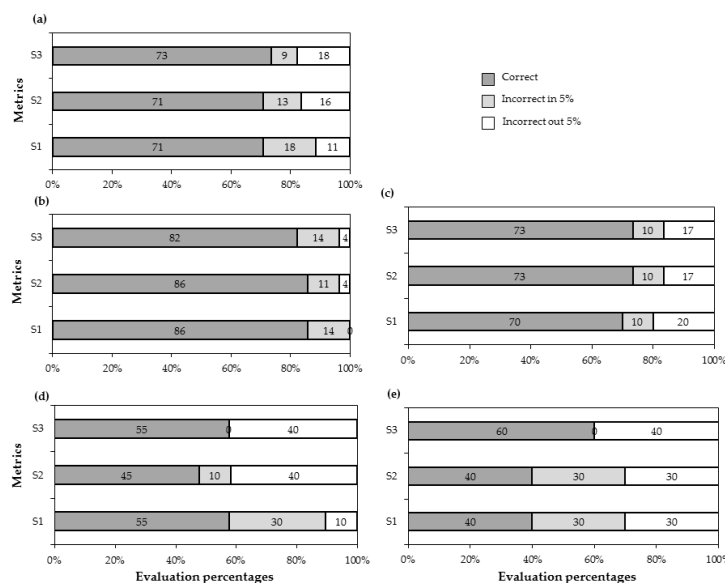 (a)
Metrics
S3
73 9 18
S2
71 13 16
S1
71 18 11
0% 20% 40% 60% 80% 100%
Correct
Incorrect in 5%
Incorrect out 5%
(b)
S3
82 14 4
S2
86 11 4
S1
86 14 0
0% 20% 40% 60% 80% 100%
(c)
S3
73 10 17
S2
73 10 17
S1
70 10 20
0% 20% 40% 60% 80% 100%
(d)
Metrics
S3
55 0 40
S2
45 10 40
S1
55 30 10
0% 20% 40% 60% 80% 100%
Evaluation percentages
(e)
S3
60 0 40
S2
40 30 30
S1
40 30 30
0% 20% 40% 60% 80% 100%
Evaluation percentages